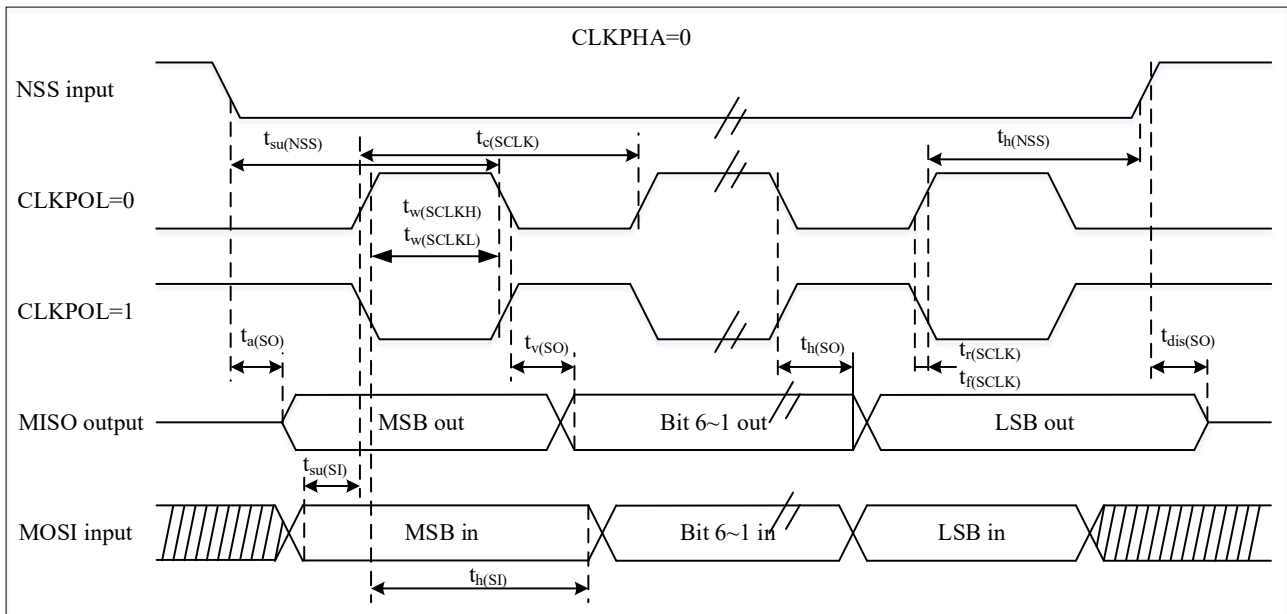 CLKPHA=0
NSS input
tsu(NSS)
tc(SCLK)
th(NSS)
CLKPOL=0
tw(SCLKH)
tw(SCLKL)
CLKPOL=1
ta(SO)
tv(SO)
th(SO)
tr(SCLK)
tf(SCLK)
tdis(SO)
MISO output
MSB out
Bit 6~1 out
LSB out
tsu(SI)
MOSI input
MSB in
Bit 6~1 in
LSB in
th(SI)